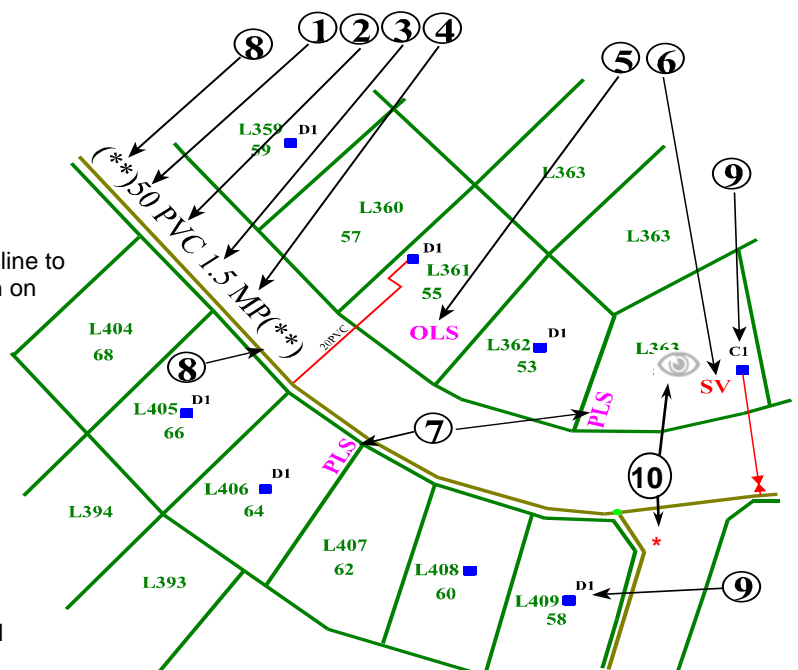 8
1
2
3
4
5
6
L359
59
D1
(**)50 PVC 1.5 MP(**)
L363
9
L360
57
L363
line to
n on
D1
L361
55
20PVC
OLS
L404
68
L362
53
D1
L363
C1
SV
8
L405
66
D1
7
PLS
PLS
10
L406
64
D1
L394
L407
62
*
L393
L408
60
L409
58
D1
9